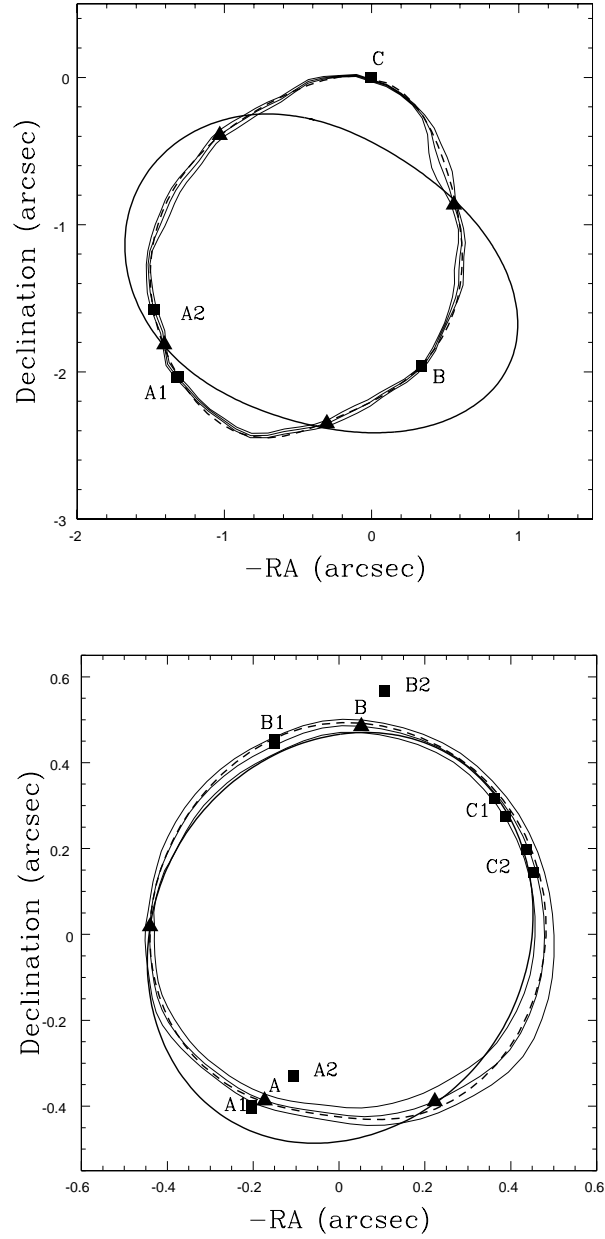 C
0
-1
A2
A1
B
-2
-3
-2
-1
0
1
Declination (arcsec)
−RA (arcsec)
0.6
B2
B
B1
0.4
C1
0.2
C2
0
-0.2
A2
A
A1
-0.4
-0.6
-0.4
-0.2
0
0.2
0.4
0.6
Declination (arcsec)
−RA (arcsec)